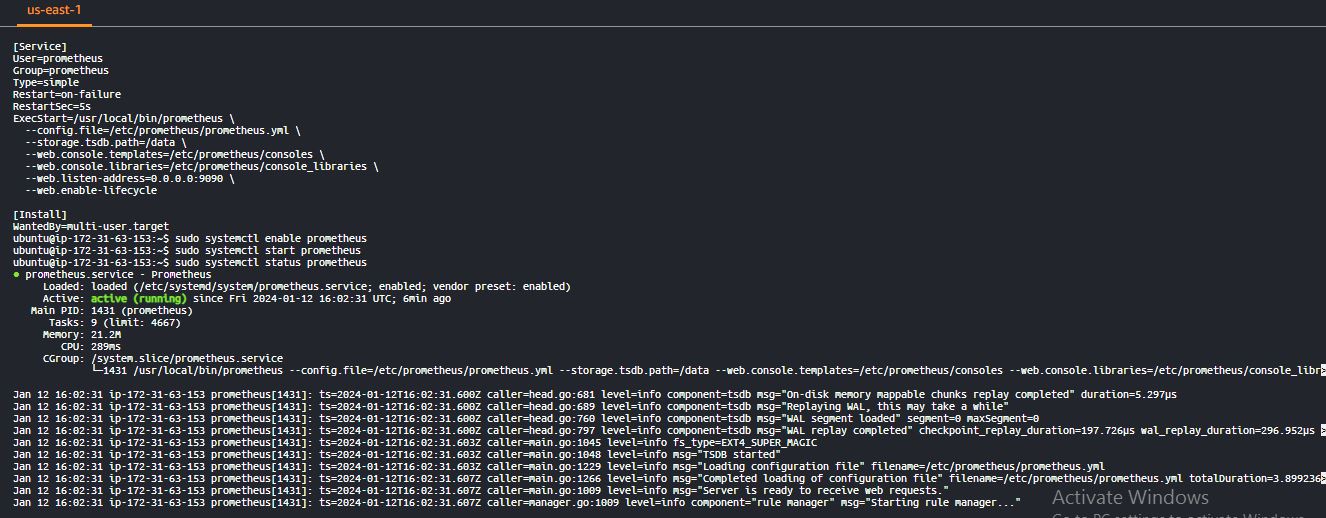 us-east-1
[Service]
User=prometheus
Group=prometheus
Type=simple
Restart=on-failure
RestartSec=5s
ExecStart=/usr/local/bin/prometheus \
  --config.file=/etc/prometheus/prometheus.yml \
  --storage.tsdb.path=/data \
  --web.console.templates=/etc/prometheus/consoles \
  --web.console.libraries=/etc/prometheus/console_libraries \
  --web.listen-address=0.0.0.0:9090 \
  --web.enable-lifecycle
[Install]
WantedBy=multi-user.target
ubuntu@ip-172-31-63-153:~$ sudo systemctl enable prometheus
ubuntu@ip-172-31-63-153:~$ sudo systemctl start prometheus
ubuntu@ip-172-31-63-153:~$ sudo systemctl status prometheus
● prometheus.service - Prometheus
     Loaded: loaded (/etc/systemd/system/prometheus.service; enabled; vendor preset: enabled)
     Active: active (running) since Fri 2024-01-12 16:02:31 UTC; 6min ago
   Main PID: 1431 (prometheus)
      Tasks: 9 (limit: 4667)
     Memory: 21.2M
        CPU: 289ms
     CGroup: /system.slice/prometheus.service
             └─1431 /usr/local/bin/prometheus --config.file=/etc/prometheus/prometheus.yml --storage.tsdb.path=/data --web.console.templates=/etc/prometheus/consoles --web.console.libraries=/etc/prometheus/console_libr>
Jan 12 16:02:31 ip-172-31-63-153 prometheus[1431]: ts=2024-01-12T16:02:31.600Z caller=head.go:681 level=info component=tsdb msg="On-disk memory mappable chunks replay completed" duration=5.297µs
Jan 12 16:02:31 ip-172-31-63-153 prometheus[1431]: ts=2024-01-12T16:02:31.600Z caller=head.go:689 level=info component=tsdb msg="Replaying WAL, this may take a while"
Jan 12 16:02:31 ip-172-31-63-153 prometheus[1431]: ts=2024-01-12T16:02:31.600Z caller=head.go:760 level=info component=tsdb msg="WAL segment loaded" segment=0 maxSegment=0
Jan 12 16:02:31 ip-172-31-63-153 prometheus[1431]: ts=2024-01-12T16:02:31.600Z caller=head.go:797 level=info component=tsdb msg="WAL replay completed" checkpoint_replay_duration=197.726µs wal_replay_duration=296.952µs >
Jan 12 16:02:31 ip-172-31-63-153 prometheus[1431]: ts=2024-01-12T16:02:31.603Z caller=main.go:1045 level=info fs_type=EXT4_SUPER_MAGIC
Jan 12 16:02:31 ip-172-31-63-153 prometheus[1431]: ts=2024-01-12T16:02:31.603Z caller=main.go:1048 level=info msg="TSDB started"
Jan 12 16:02:31 ip-172-31-63-153 prometheus[1431]: ts=2024-01-12T16:02:31.603Z caller=main.go:1229 level=info msg="Loading configuration file" filename=/etc/prometheus/prometheus.yml
Jan 12 16:02:31 ip-172-31-63-153 prometheus[1431]: ts=2024-01-12T16:02:31.607Z caller=main.go:1266 level=info msg="Completed loading of configuration file" filename=/etc/prometheus/prometheus.yml totalDuration=3.899236>
Jan 12 16:02:31 ip-172-31-63-153 prometheus[1431]: ts=2024-01-12T16:02:31.607Z caller=main.go:1009 level=info msg="Server is ready to receive web requests."
Jan 12 16:02:31 ip-172-31-63-153 prometheus[1431]: ts=2024-01-12T16:02:31.607Z caller=manager.go:1009 level=info component="rule manager" msg="Starting rule manager..."
Activate Windows
Go to PC settings to activate Windows.